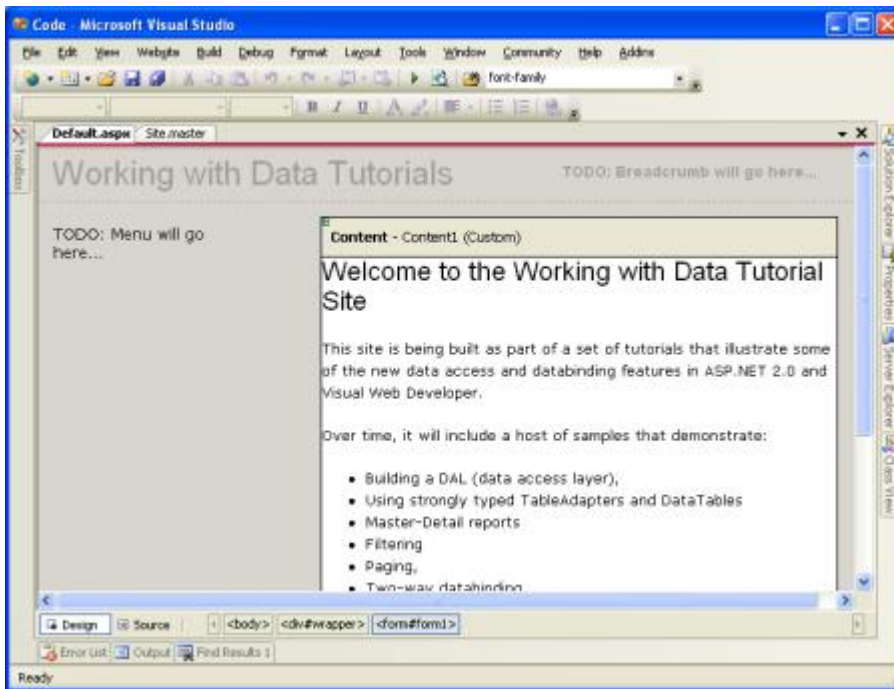 Code - Microsoft Visual Studio
File Edit View Website Build Debug Format Layout Tools Window Community Help Addins
font-family
B I U A
Default.aspx Site.master
Toolbox
Working with Data Tutorials
TODO: Breadcrumb will go here...
TODO: Menu will go
here...
Content - Content1 (Custom)
Welcome to the Working with Data Tutorial
Site
This site is being built as part of a set of tutorials that illustrate some
of the new data access and databinding features in ASP.NET 2.0 and
Visual Web Developer.
Over time, it will include a host of samples that demonstrate:
• Building a DAL (data access layer),
• Using strongly typed TableAdapters and DataTables
• Master-Detail reports
• Filtering
• Paging,
• Two-way databinding
Solution Explorer
Properties
Server Explorer
Class View
Design Source <body> <div#wrapper> <form#form1>
Error List Output Find Results 1
Ready